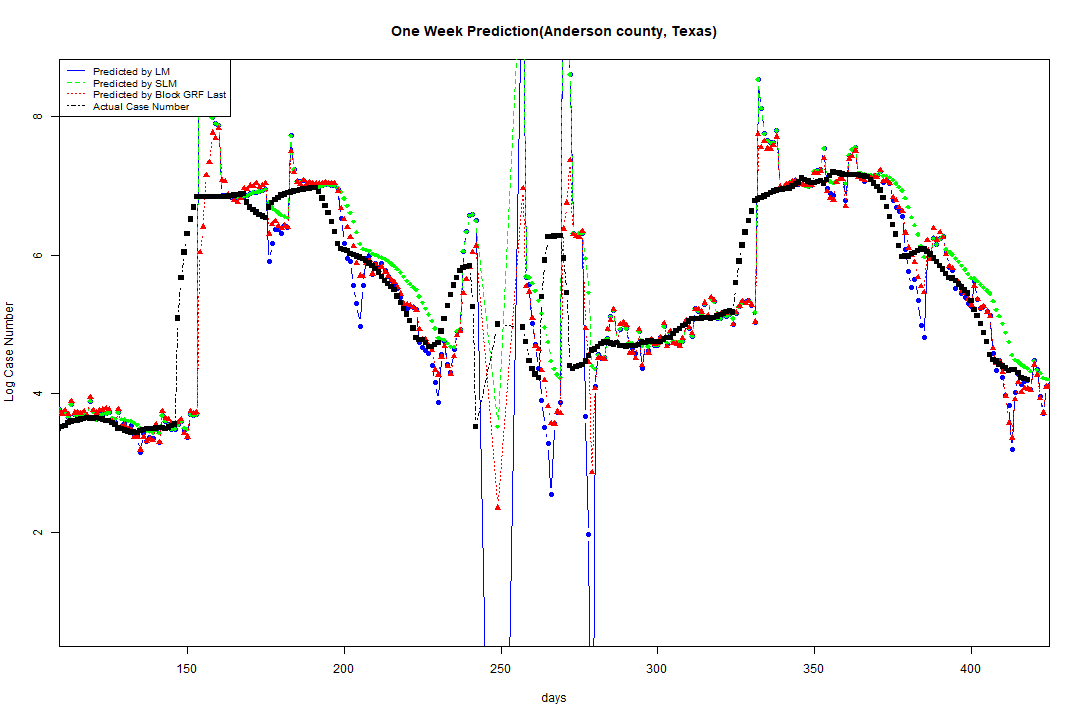 One Week Prediction(Anderson county, Texas)
Predicted by LM
Predicted by SLM
Predicted by Block GRF Last
Actual Case Number
Log Case Number
8
6
4
2
150 200 250 300 350 400
days